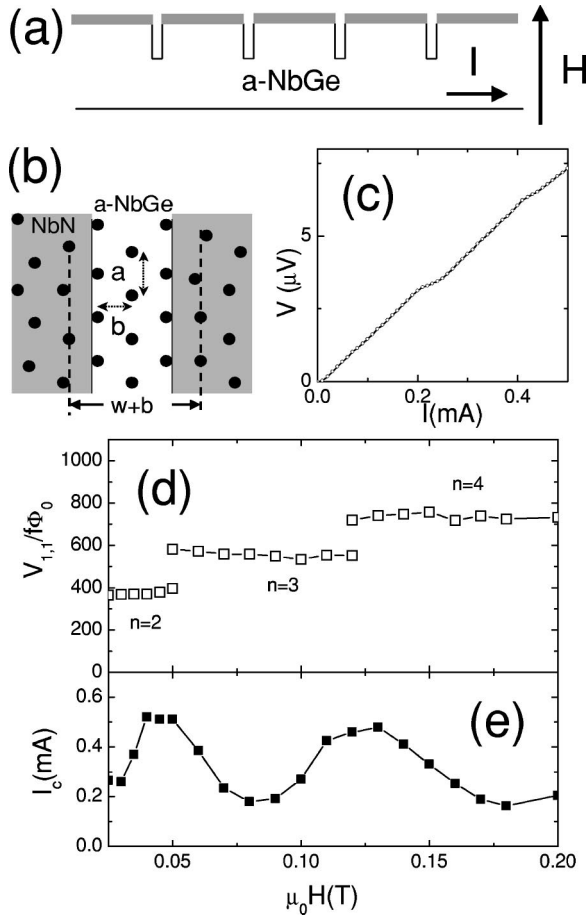 (a)
a-NbGe
I
H
(b)
a-NbGe
NbN
a
b
w+b
(c)
5
0
V (μV)
0.0 0.2 0.4
I(mA)
(d)
1000
800
600
400
200
0
V1,1/fΦ0
n=2
n=3
n=4
(e)
0.6
0.4
0.2
0.0
Ic(mA)
0.05 0.10 0.15 0.20
μ0H(T)